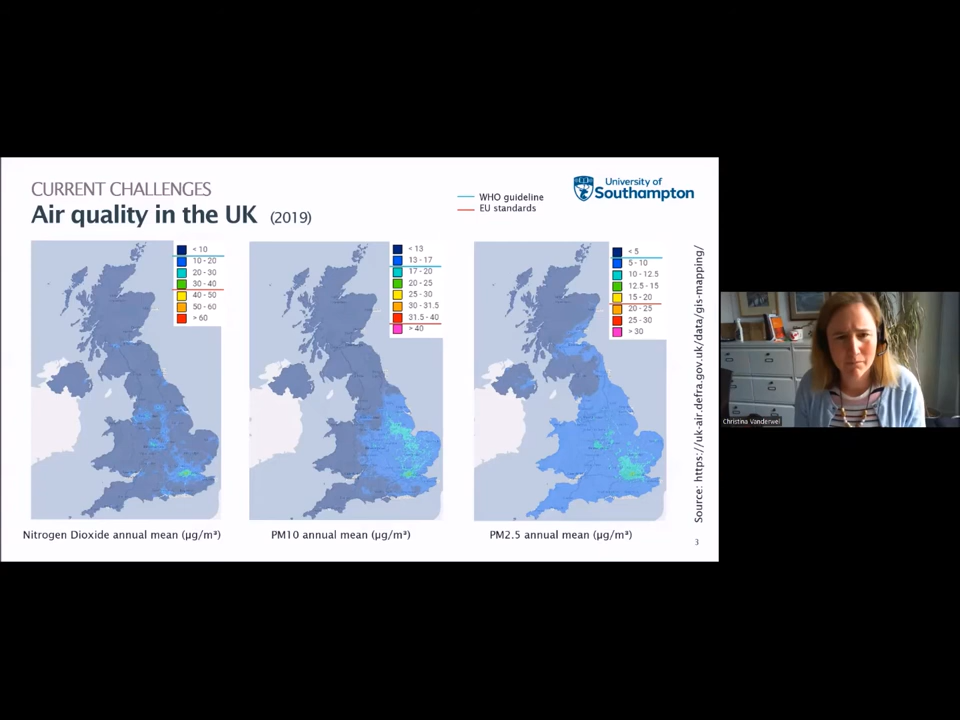 CURRENT CHALLENGES
Air quality in the UK (2019)
WHO guideline
EU standards
University of
Southampton
< 10
10 - 20
20 - 30
30 - 40
40 - 50
50 - 60
> 60
Nitrogen Dioxide annual mean (µg/m³)
< 13
13 - 17
17 - 20
20 - 25
25 - 30
30 - 31.5
31.5 - 40
> 40
PM10 annual mean (µg/m³)
< 5
5 - 10
10 - 12.5
12.5 - 15
15 - 20
20 - 25
25 - 30
> 30
PM2.5 annual mean (µg/m³)
Source: https://uk-air.defra.gov.uk/data/gis-mapping/
3
Christina Vanderwel